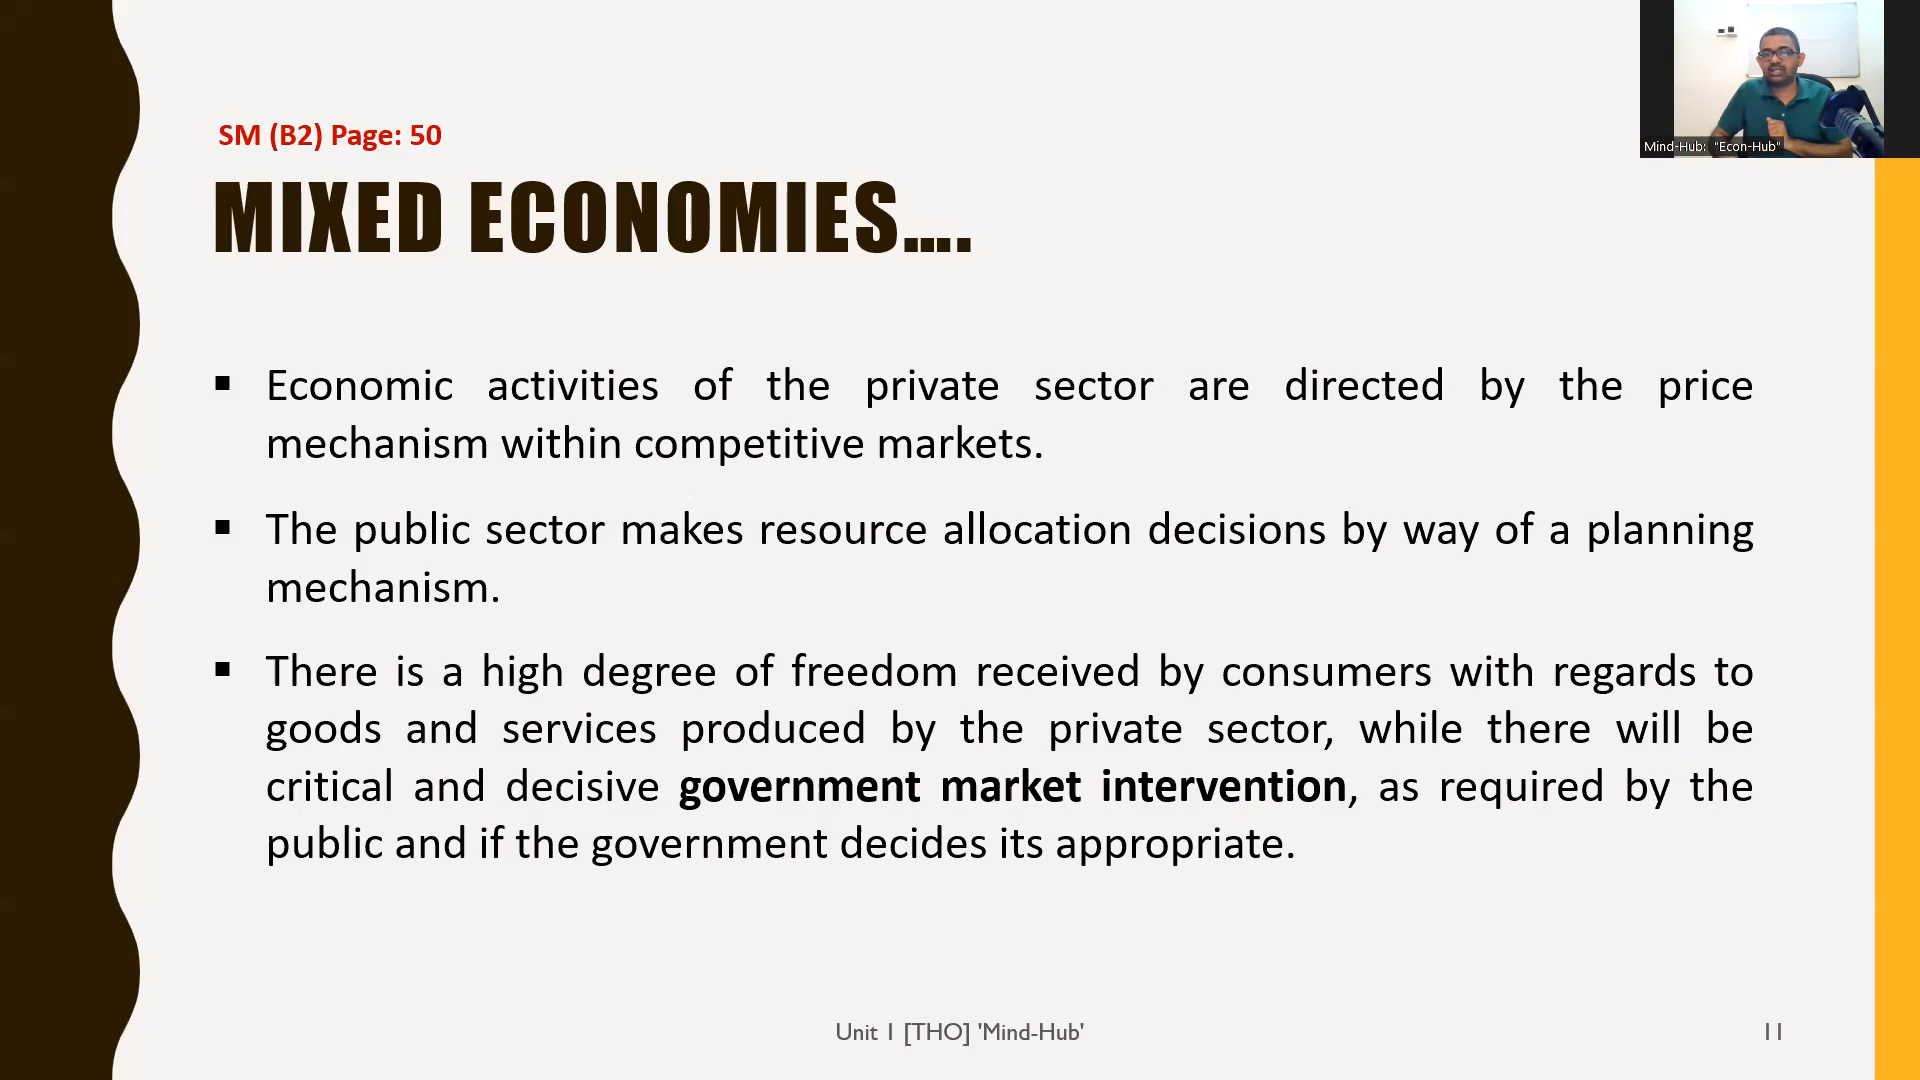 Mind-Hub: "Econ-Hub"
SM (B2) Page: 50
MIXED ECONOMIES....
▪ Economic activities of the private sector are directed by the price
mechanism within competitive markets.
▪ The public sector makes resource allocation decisions by way of a planning
mechanism.
▪ There is a high degree of freedom received by consumers with regards to
goods and services produced by the private sector, while there will be
critical and decisive government market intervention, as required by the
public and if the government decides its appropriate.
Unit 1 [THO] 'Mind-Hub'
11